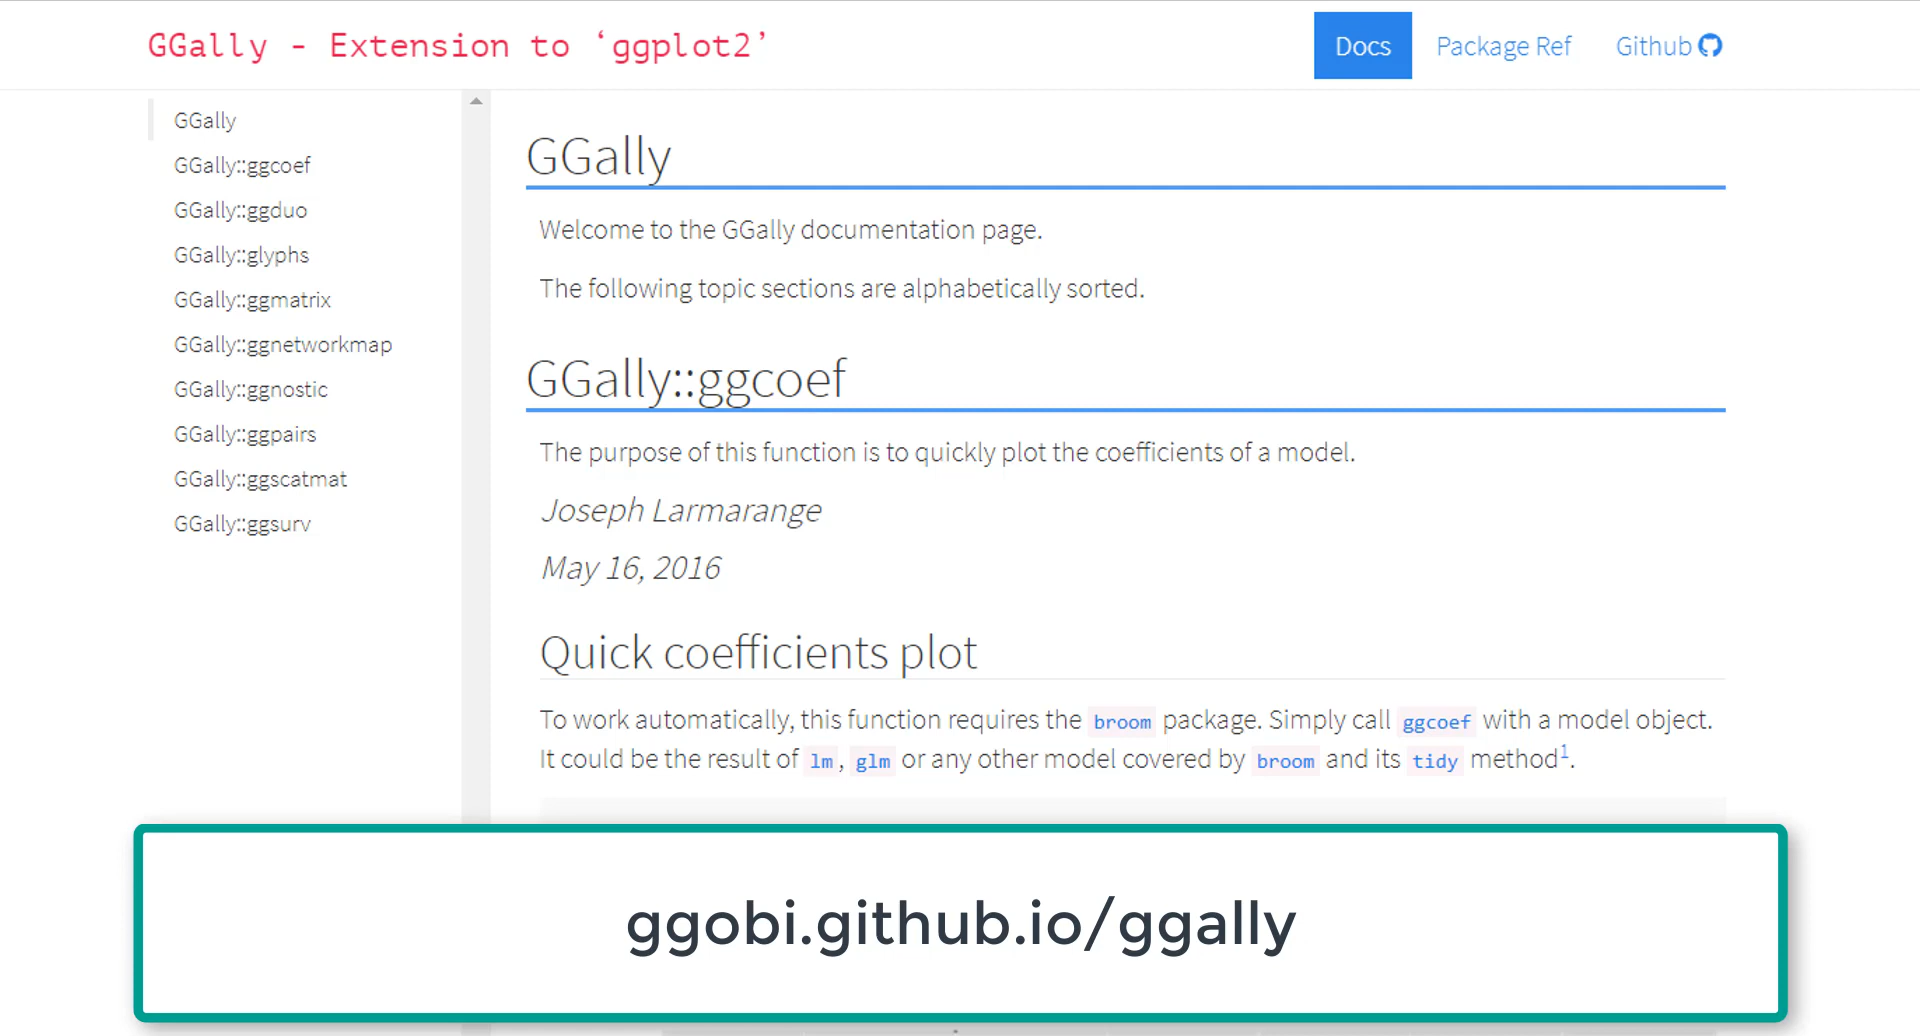 GGally - Extension to ‘ggplot2’
Docs
Package Ref
Github
GGally
GGally::ggcoef
GGally::ggduo
GGally::glyphs
GGally::ggmatrix
GGally::ggnetworkmap
GGally::ggnostic
GGally::ggpairs
GGally::ggscatmat
GGally::ggsurv
GGally
Welcome to the GGally documentation page.
The following topic sections are alphabetically sorted.
GGally::ggcoef
The purpose of this function is to quickly plot the coefficients of a model.
Joseph Larmarange
May 16, 2016
Quick coefficients plot
To work automatically, this function requires the broom package. Simply call ggcoef with a model object.
It could be the result of lm, glm or any other model covered by broom and its tidy method1.
ggobi.github.io/ggally